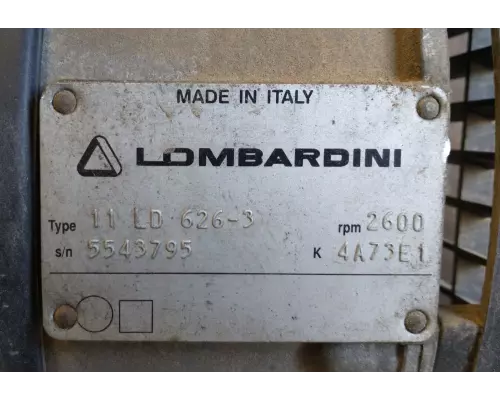 MADE IN ITALY
LOMBARDINI
Type 11 LD 626-3 rpm 2600
s/n 5543795 K 4A73E1